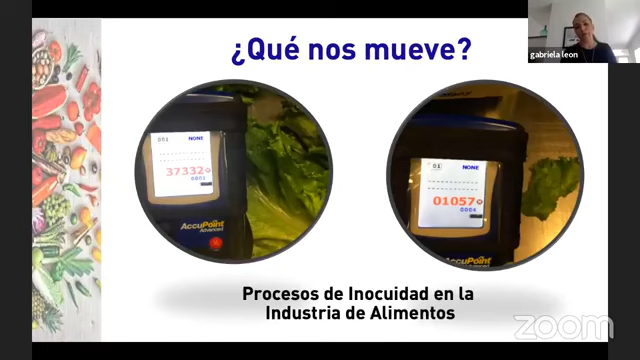 ¿Qué nos mueve?
gabriela leon
001 NONE
37332
0001
AccuPoint
Advanced
01 NONE
01057
0004
AccuPoint
Procesos de Inocuidad en la
Industria de Alimentos
zoom